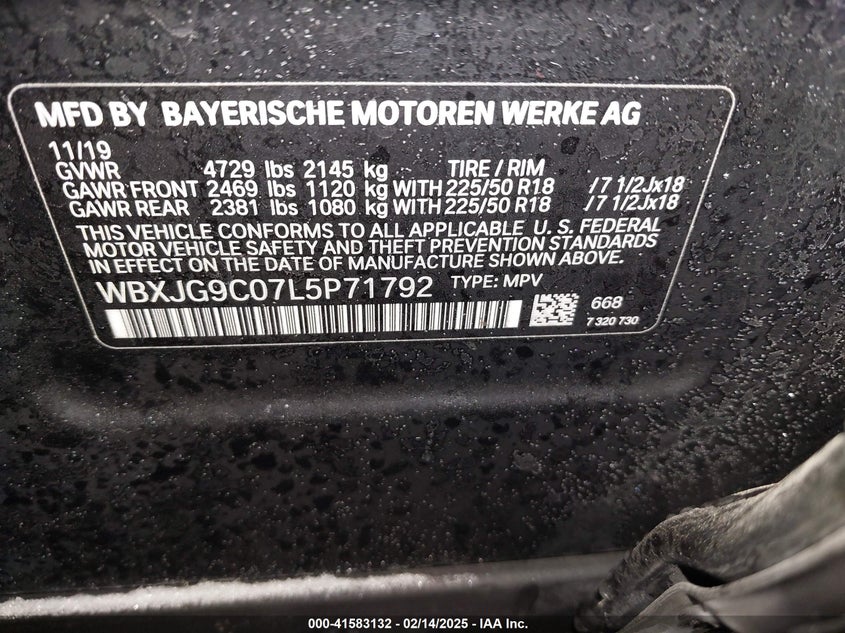 MFD BY BAYERISCHE MOTOREN WERKE AG
11/19
GVWR 4729 lbs 2145 kg TIRE / RIM
GAWR FRONT 2469 lbs 1120 kg WITH 225/50 R18 /7 1/2Jx18
GAWR REAR 2381 lbs 1080 kg WITH 225/50 R18 /7 1/2Jx18
THIS VEHICLE CONFORMS TO ALL APPLICABLE U. S. FEDERAL
MOTOR VEHICLE SAFETY AND THEFT PREVENTION STANDARDS
IN EFFECT ON THE DATE OF MANUFACTURE SHOWN ABOVE.
WBXJG9C07L5P71792 TYPE: MPV
668
7 320 730
000-41583132 - 02/14/2025 - IAA Inc.